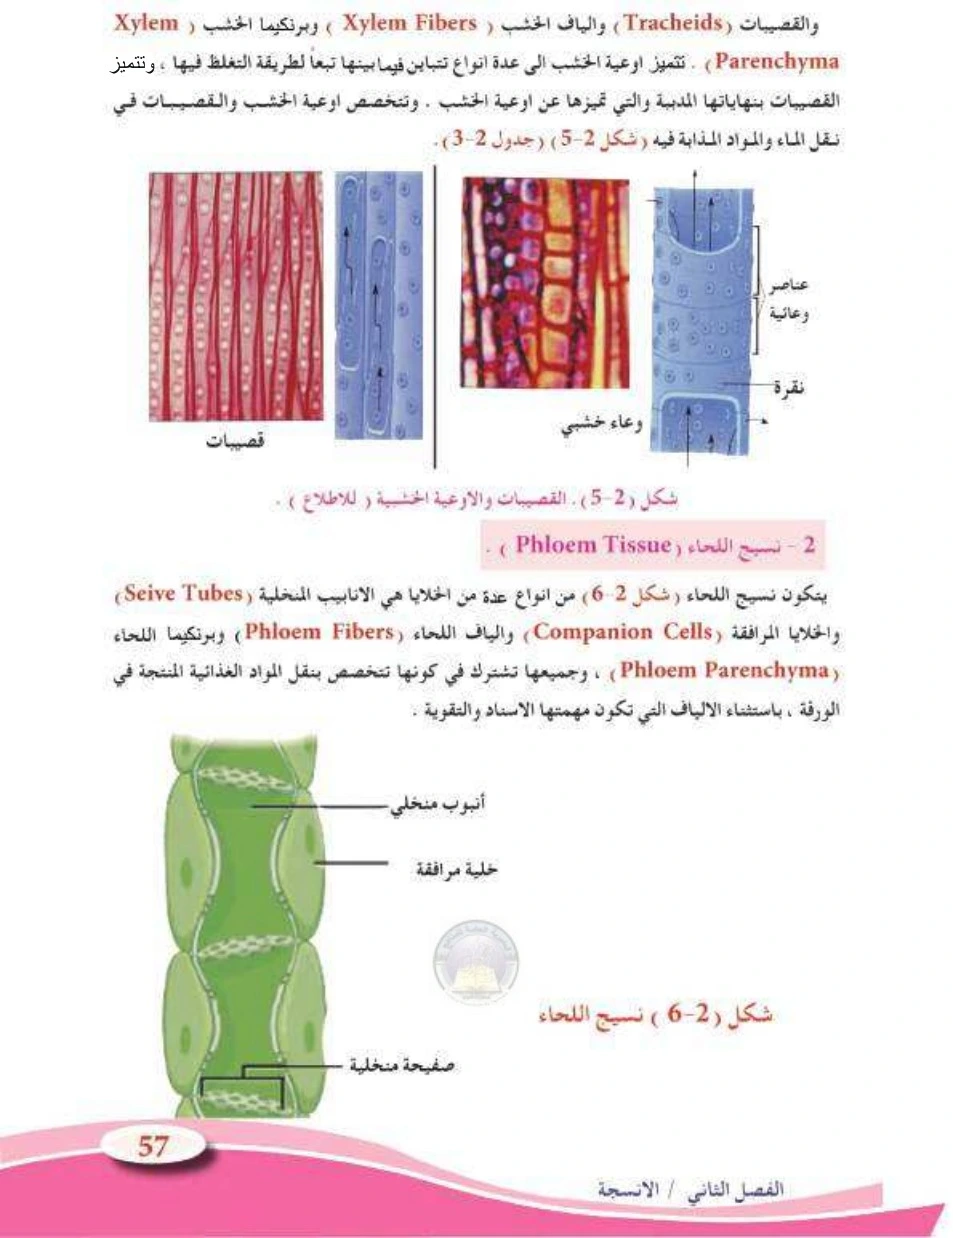 والقصيبات (Tracheids) والياف الخشب (Xylem Fibers) وبرنكيما الخشب (Xylem
Parenchyma) . تتميز اوعية الخشب الى عدة انواع تتباين فيما بينها تبعاً لطريقة التغلظ فيها ، وتتميز
القصيبات بنهاياتها المدببة والتي تميزها عن اوعية الخشب . وتتخصص اوعية الخشب والقصيبات في
نقل الماء والمواد المذابة فيه (شكل 2-5) (جدول 2-3).
عناصر
وعائية
نقرة
وعاء خشبي
قصيبات
شكل (2-5). القصيبات والاوعية الخشبية (للاطلاع) .
2 - نسيج اللحاء (Phloem Tissue) .
يتكون نسيج اللحاء (شكل 2-6) من انواع عدة من الخلايا هي الانابيب المنخلية (Seive Tubes)
والخلايا المرافقة (Companion Cells) والياف اللحاء (Phloem Fibers) وبرنكيما اللحاء
(Phloem Parenchyma) ، وجميعها تشترك في كونها تتخصص بنقل المواد الغذائية المنتجة في
الورقة ، باستثناء الالياف التي تكون مهمتها الاسناد والتقوية .
أنبوب منخلي
خلية مرافقة
شكل (2-6) نسيج اللحاء
صفيحة منخلية
57
الفصل الثاني / الانسجة